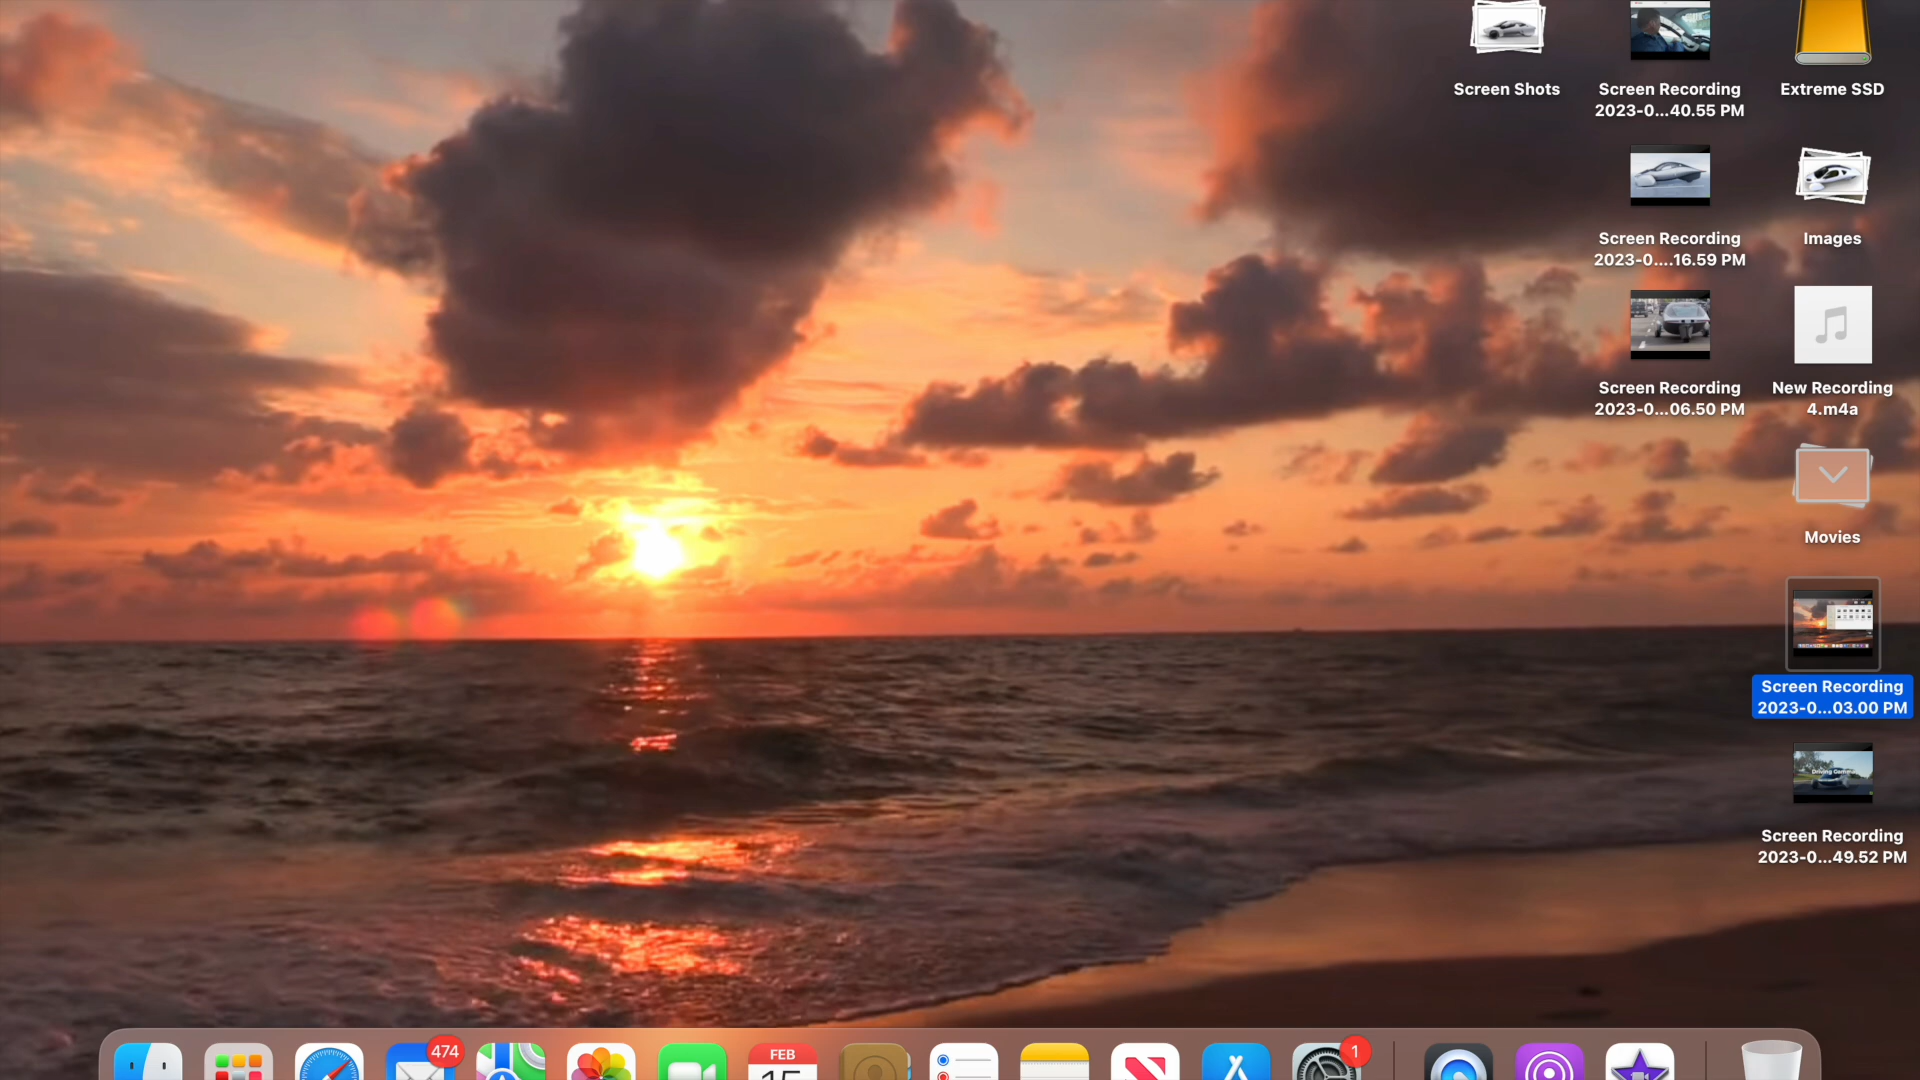 Screen Shots
Screen Recording
2023-0...40.55 PM
Extreme SSD
Screen Recording
2023-0....16.59 PM
Images
Screen Recording
2023-0...06.50 PM
New Recording
4.m4a
Movies
Screen Recording
2023-0...03.00 PM
Screen Recording
2023-0...49.52 PM
474
FEB
15
1